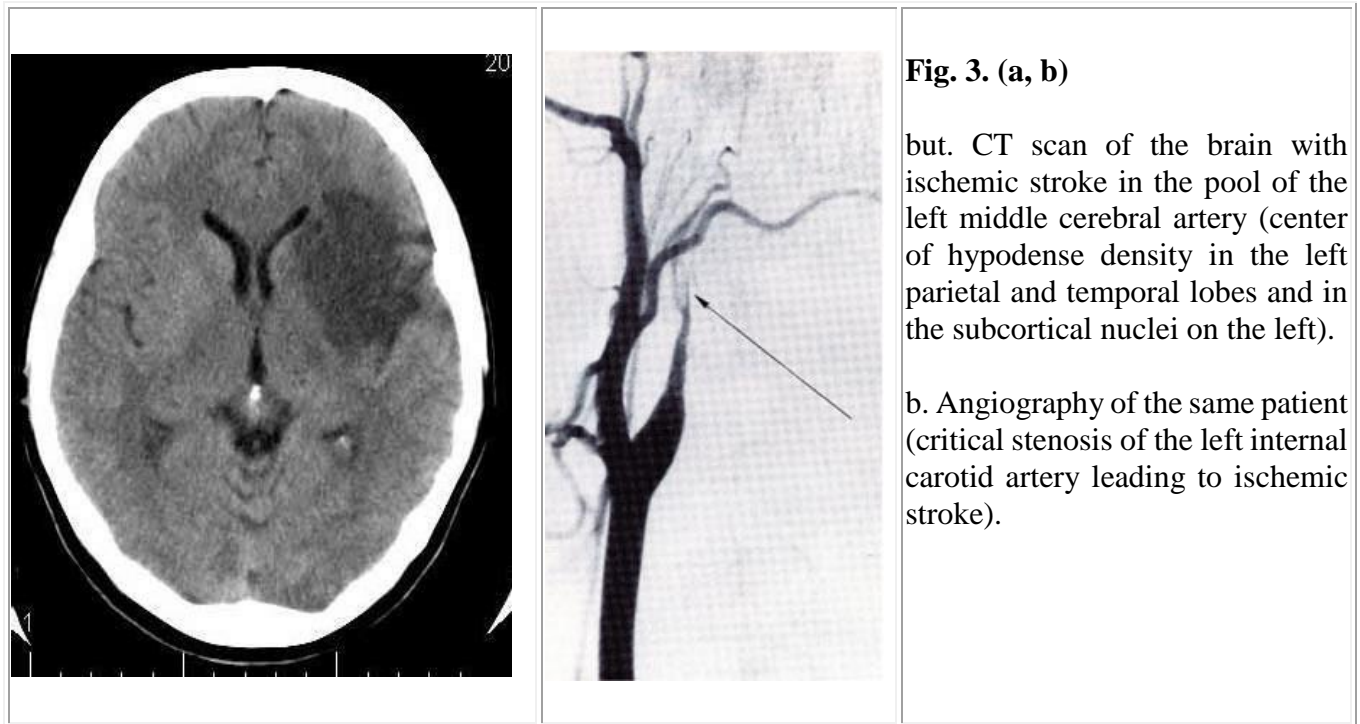 20
1
Fig. 3. (a, b)
but. CT scan of the brain with
ischemic stroke in the pool of the
left middle cerebral artery (center
of hypodense density in the left
parietal and temporal lobes and in
the subcortical nuclei on the left).
b. Angiography of the same patient
(critical stenosis of the left internal
carotid artery leading to ischemic
stroke).